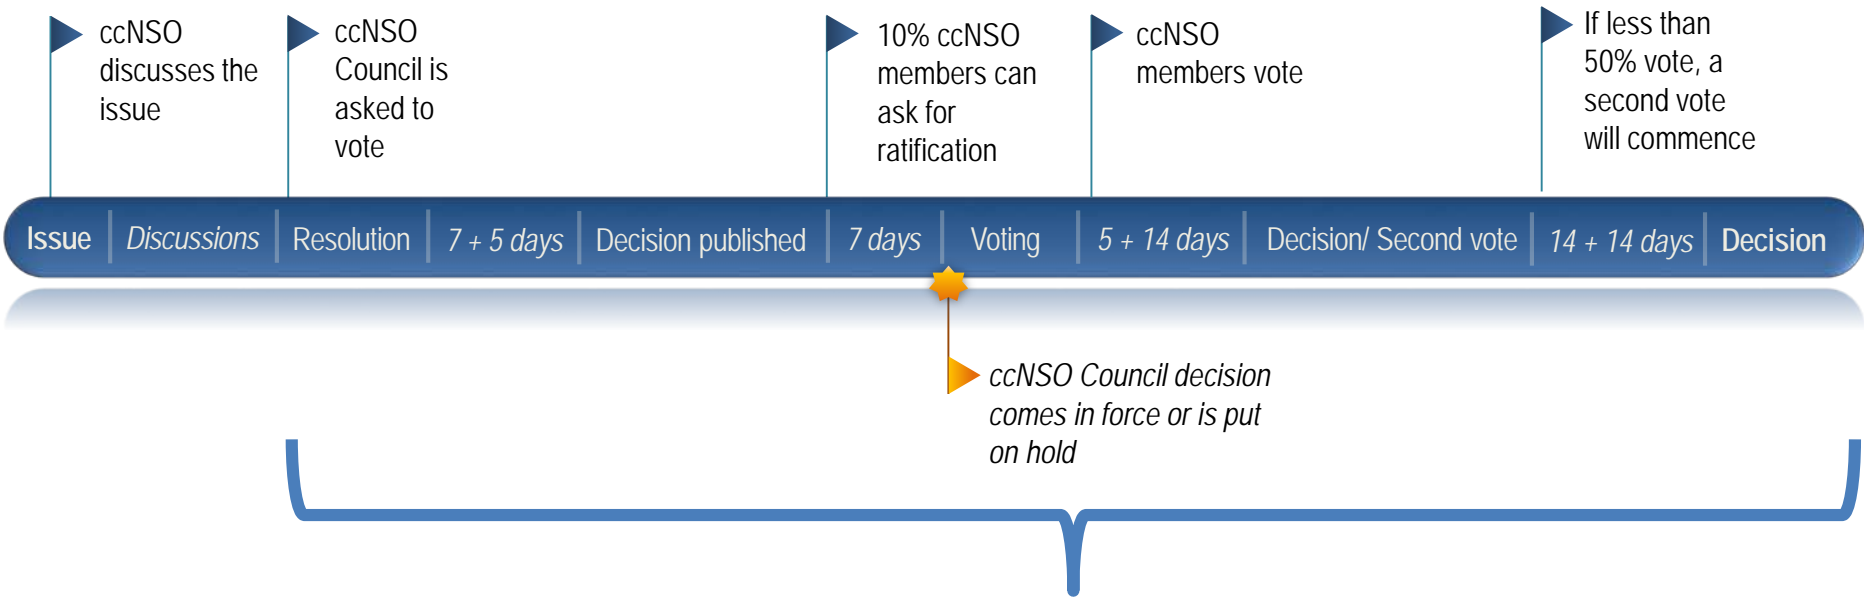 ccNSO
discusses the
issue
ccNSO
Council is
asked to
vote
10% ccNSO
members can
ask for
ratification
ccNSO
members vote
If less than
50% vote, a
second vote
will commence
Issue Discussions Resolution 7 + 5 days Decision published 7 days Voting 5 + 14 days Decision/ Second vote 14 + 14 days Decision
ccNSO Council decision
comes in force or is put
on hold